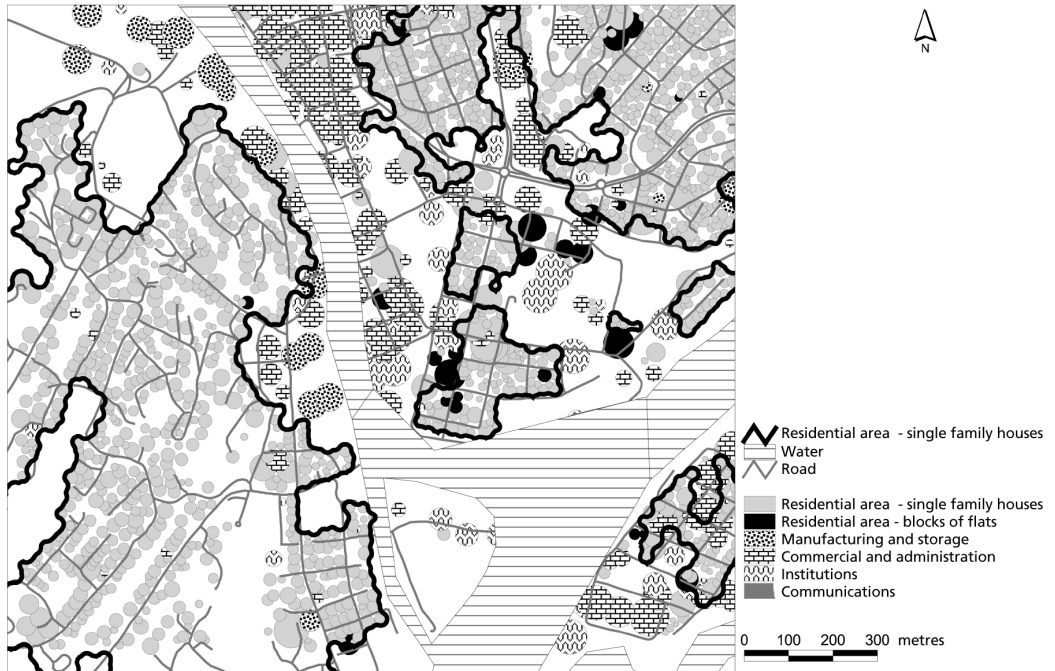 N
Residential area - single family houses
Water
Road
Residential area - single family houses
Residential area - blocks of flats
Manufacturing and storage
Commercial and administration
Institutions
Communications
0 100 200 300 metres